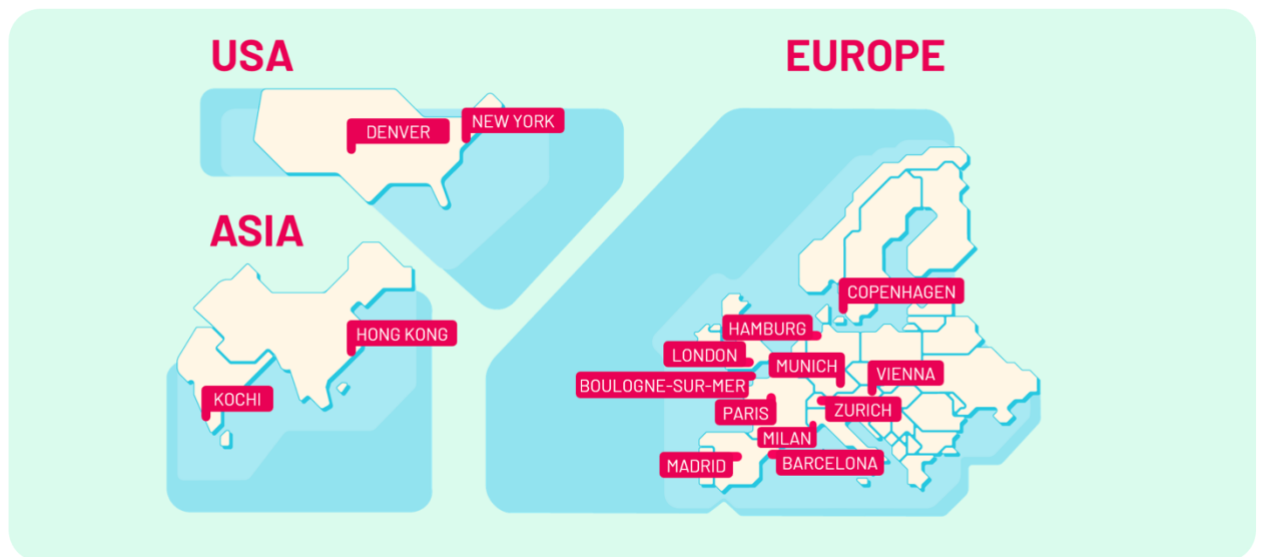 USA
DENVER
NEW YORK
ASIA
HONG KONG
KOCHI
EUROPE
COPENHAGEN
HAMBURG
LONDON
MUNICH
VIENNA
BOULOGNE-SUR-MER
PARIS
ZURICH
MILAN
MADRID
BARCELONA